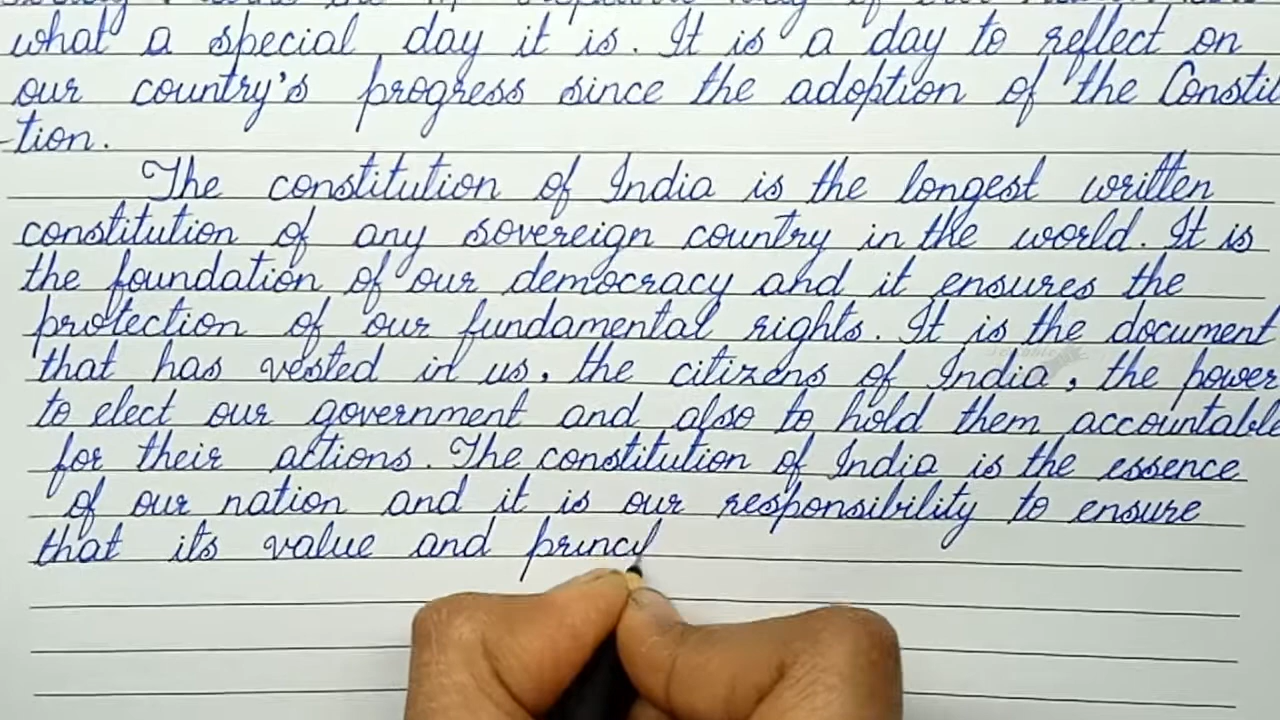 what a special day it is. It is a day to reflect on
our country's progress since the adoption of the Constit
-tion.
The constitution of India is the longest written
constitution of any sovereign country in the world. It is
the foundation of our democracy and it ensures the
protection of our fundamental rights. It is the document
that has vested in us, the citizens of India, the power
to elect our government and also to hold them accountable
for their actions. The constitution of India is the essence
of our nation and it is our responsibility to ensure
that its value and princip